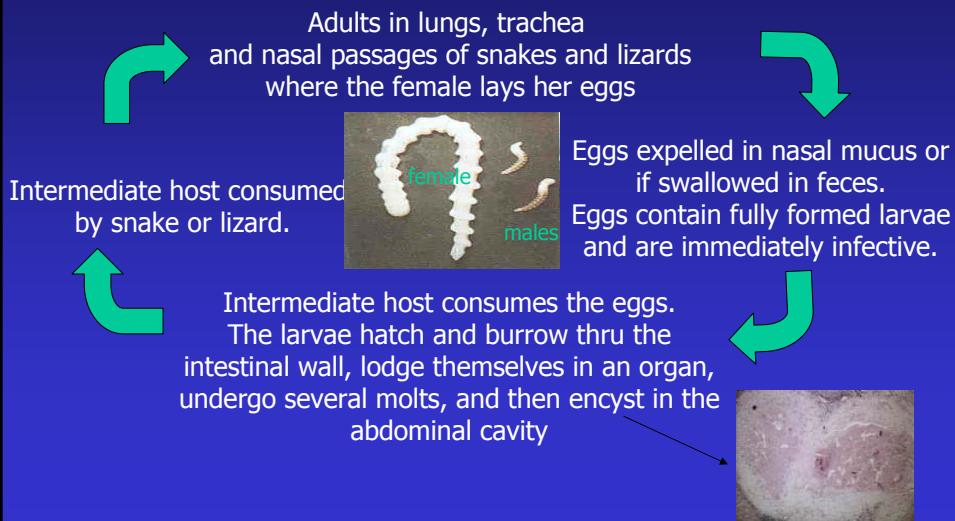 Adults in lungs, trachea
and nasal passages of snakes and lizards
where the female lays her eggs
Eggs expelled in nasal mucus or
if swallowed in feces.
Eggs contain fully formed larvae
and are immediately infective.
Intermediate host consumes the eggs.
The larvae hatch and burrow thru the
intestinal wall, lodge themselves in an organ,
undergo several molts, and then encyst in the
abdominal cavity
Intermediate host consumed
by snake or lizard.
female
males